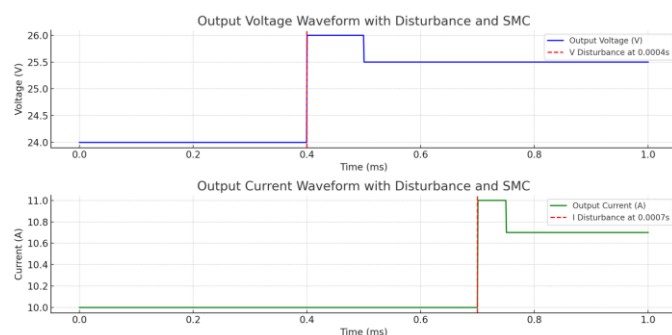 Output Voltage Waveform with Disturbance and SMC
26.0
25.5
25.0
24.5
24.0
Voltage (V)
Output Voltage (V)
V Disturbance at 0.0004s
0.0 0.2 0.4 0.6 0.8 1.0
Time (ms)
Output Current Waveform with Disturbance and SMC
11.0
10.8
10.6
10.4
10.2
10.0
Current (A)
Output Current (A)
I Disturbance at 0.0007s
0.0 0.2 0.4 0.6 0.8 1.0
Time (ms)